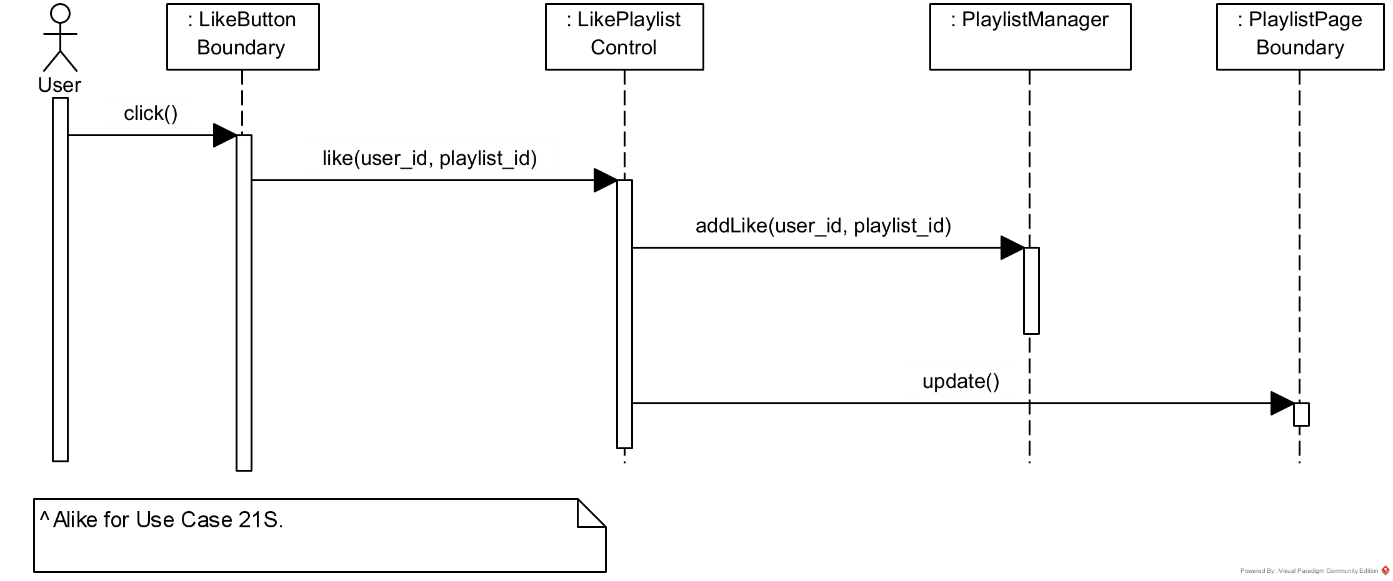 : LikeButton
Boundary
: LikePlaylist
Control
: PlaylistManager
: PlaylistPage
Boundary
User
click()
like(user_id, playlist_id)
addLike(user_id, playlist_id)
update()
^ Alike for Use Case 21S.
Powered By: Visual Paradigm Community Edition